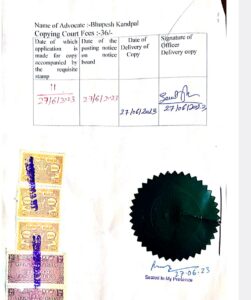 Name of Advocate :-Bhupesh Kandpal
Copying Court Fees :-36/-
Date of which application is made for copy accompanied by the requisite stamp
Date of the posting notice on notice board
Date of Delivery of Copy
Signature of Officer Delivery copy
27/6/2023
27/6/2023
27/06/2023
27/06/2023
27-06-23
Sealed In My Presence